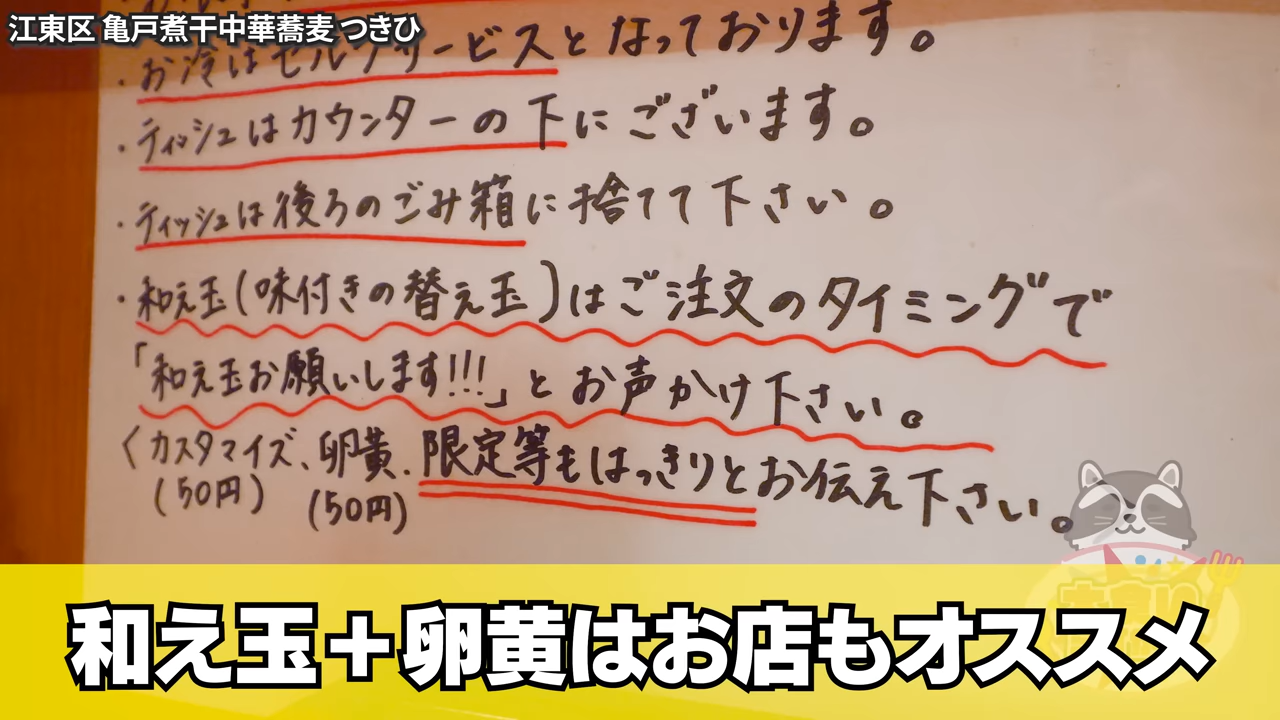 江東区 亀戸煮干中華蕎麦 つきひ
・お冷はセルフサービスとなっております。
・ティッシュはカウンターの下にございます。
・ティッシュは後ろのごみ箱に捨てて下さい。
・和え玉(味付きの替え玉)はご注文のタイミングで
「和え玉お願いします!!!」とお声かけ下さい。
くカスタマイズ、卵黄、限定等もはっきりとお伝え下さい。
(50円) (50円)
和え玉+卵黄はお店もオススメ